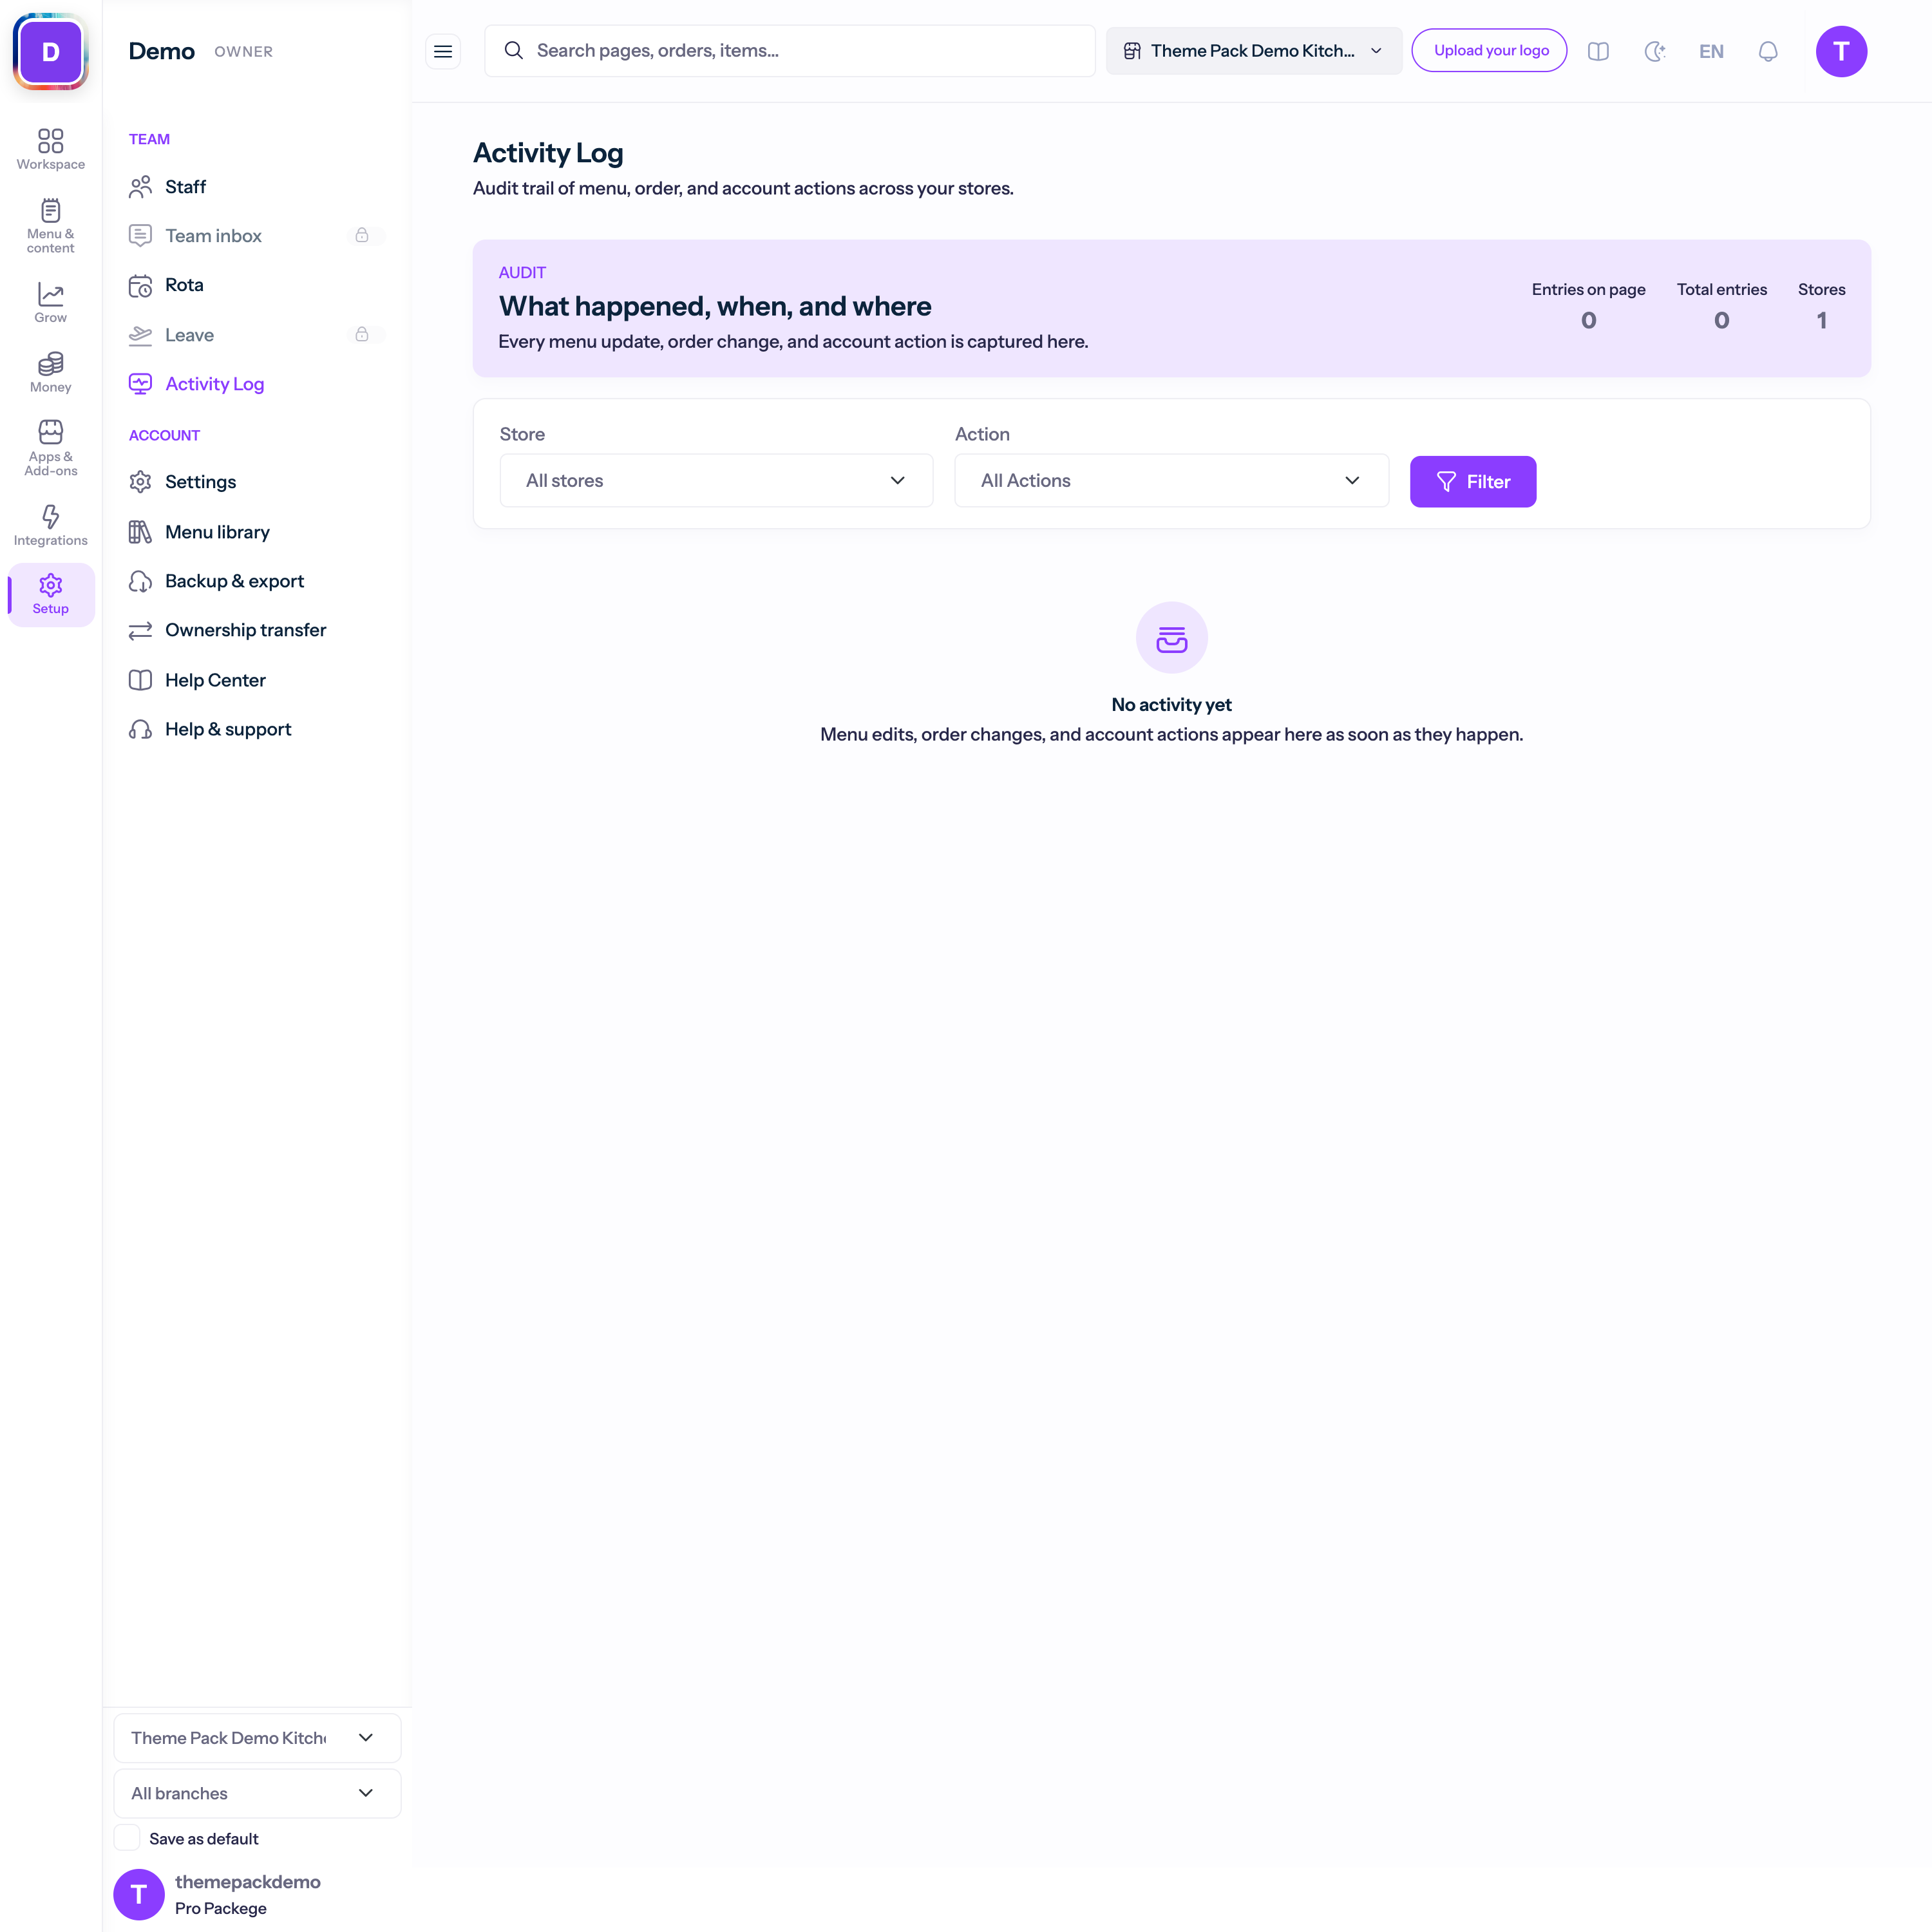 D
Workspace
Menu &
content
Grow
Money
Apps &
Add-ons
Integrations
Setup
Demo OWNER
TEAM
Staff
Team inbox
Rota
Leave
Activity Log
ACCOUNT
Settings
Menu library
Backup & export
Ownership transfer
Help Center
Help & support
Theme Pack Demo Kitch
All branches
Save as default
T
themepackdemo
Pro Packege
Search pages, orders, items...
Theme Pack Demo Kitch...
Upload your logo
EN
T
Activity Log
Audit trail of menu, order, and account actions across your stores.
AUDIT
What happened, when, and where
Every menu update, order change, and account action is captured here.
Entries on page
0
Total entries
0
Stores
1
Store
All stores
Action
All Actions
Filter
No activity yet
Menu edits, order changes, and account actions appear here as soon as they happen.